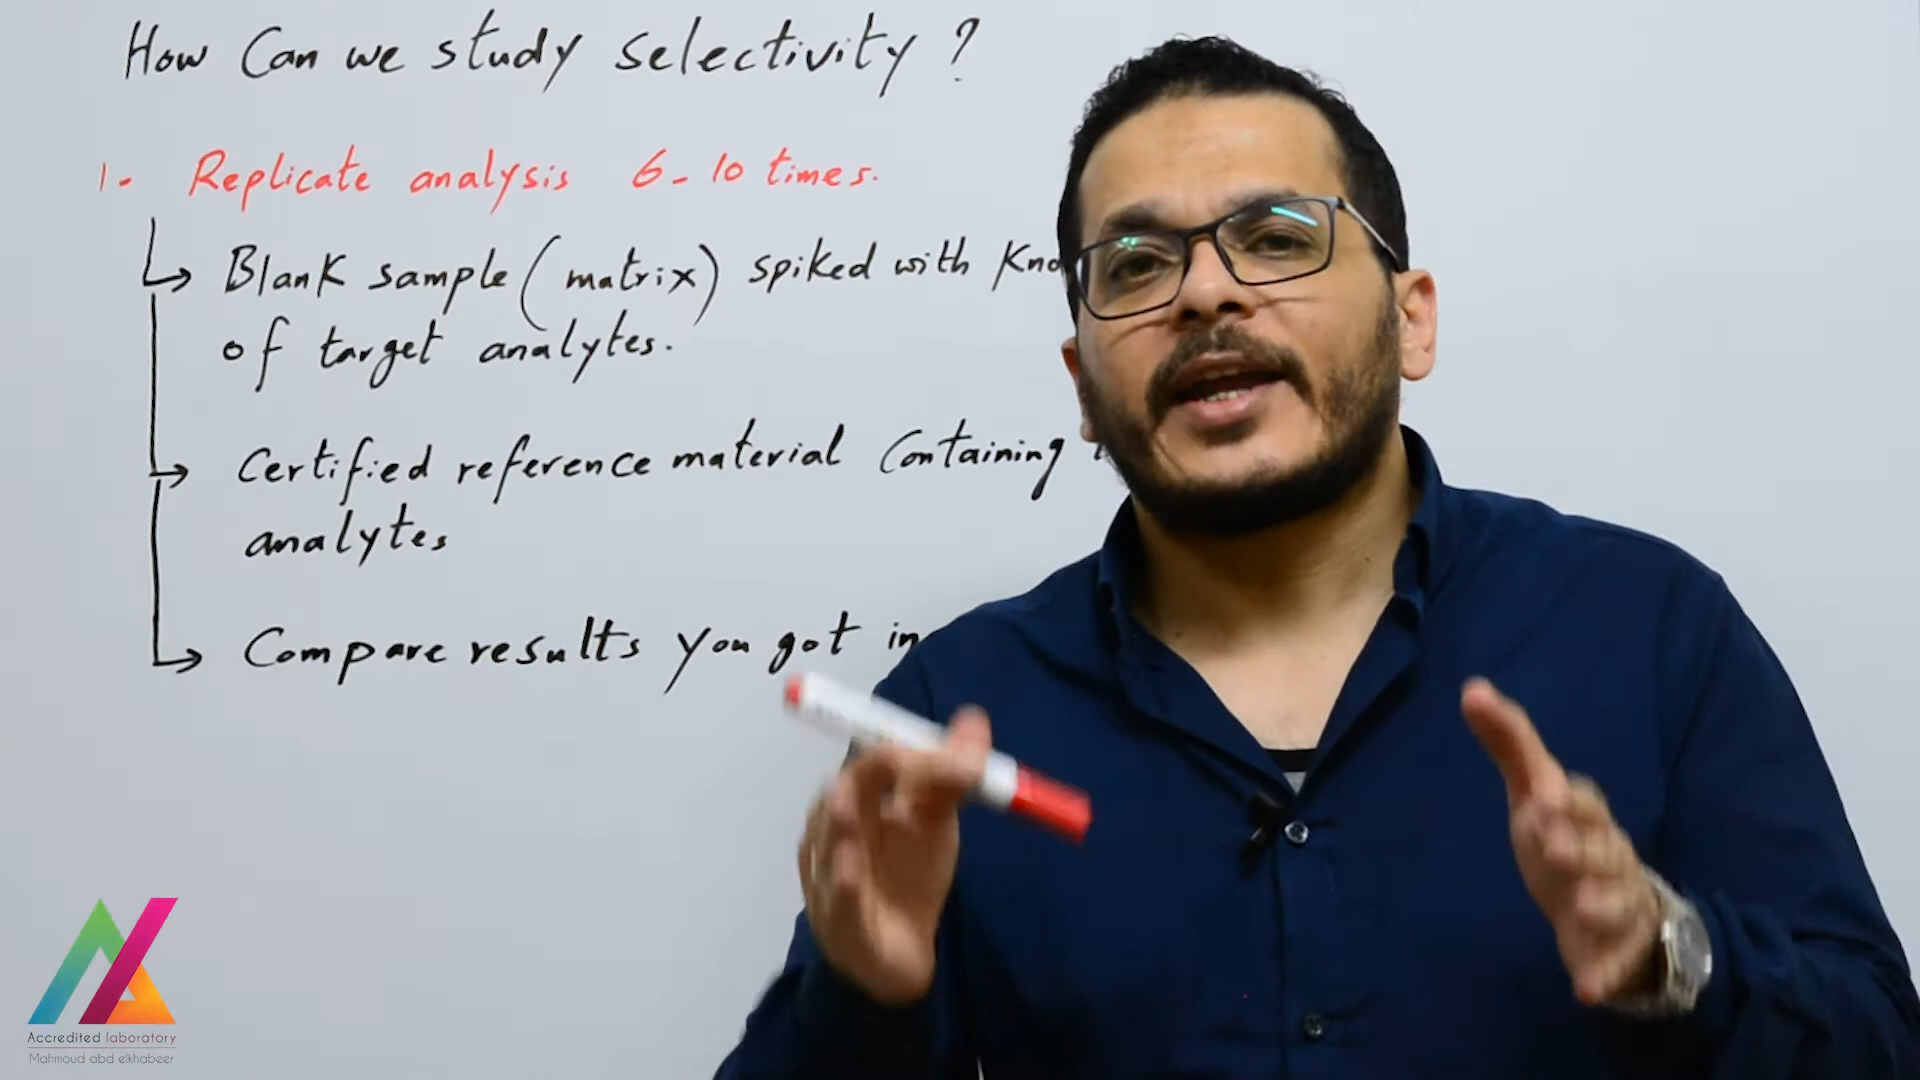 How Can we study selectivity ?
1- Replicate analysis 6-10 times.
Blank sample (matrix) spiked with
of target analytes.
Certified reference material Containing
analytes
Compare results you got in
Accredited laboratory
Mahmoud abd elkhabeer